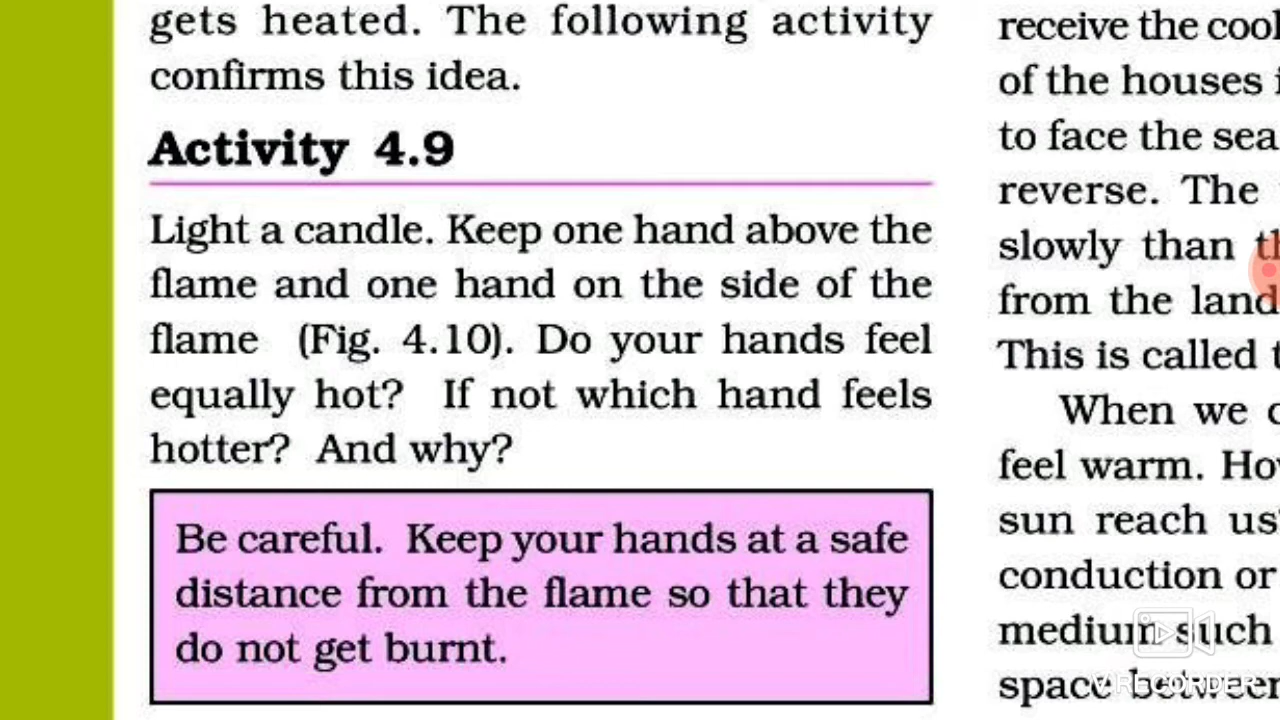 gets heated. The following activity
confirms this idea.
Activity 4.9
Light a candle. Keep one hand above the
flame and one hand on the side of the
flame (Fig. 4.10). Do your hands feel
equally hot? If not which hand feels
hotter? And why?
Be careful. Keep your hands at a safe
distance from the flame so that they
do not get burnt.
receive the cool
of the houses
to face the sea
reverse. The
slowly than
from the land
This is called
When we
feel warm.
sun reach us
conduction or
medium such
space between
VRECORDER